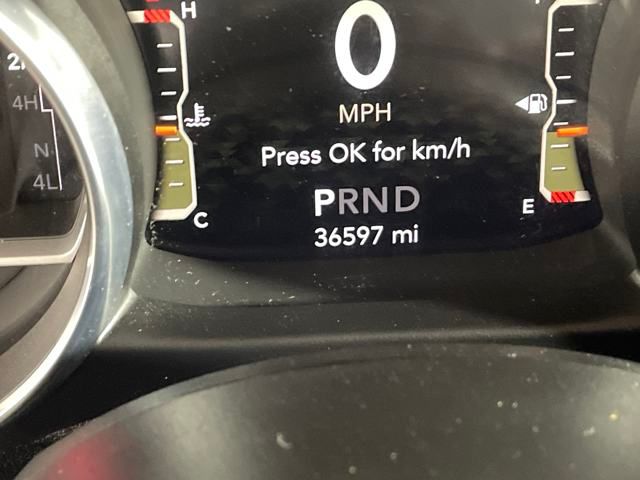 H
0
MPH
4H
N
4L
Press OK for km/h
PRND
C
E
36597 mi